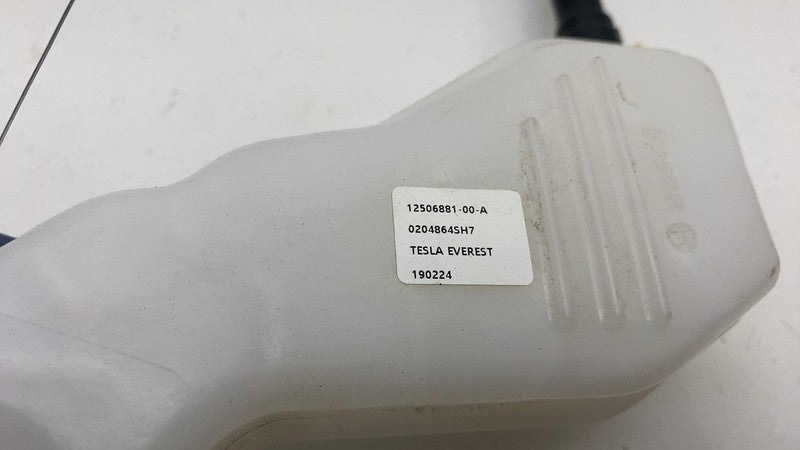 12506881-00-A
0204864SH7
TESLA EVEREST
190224